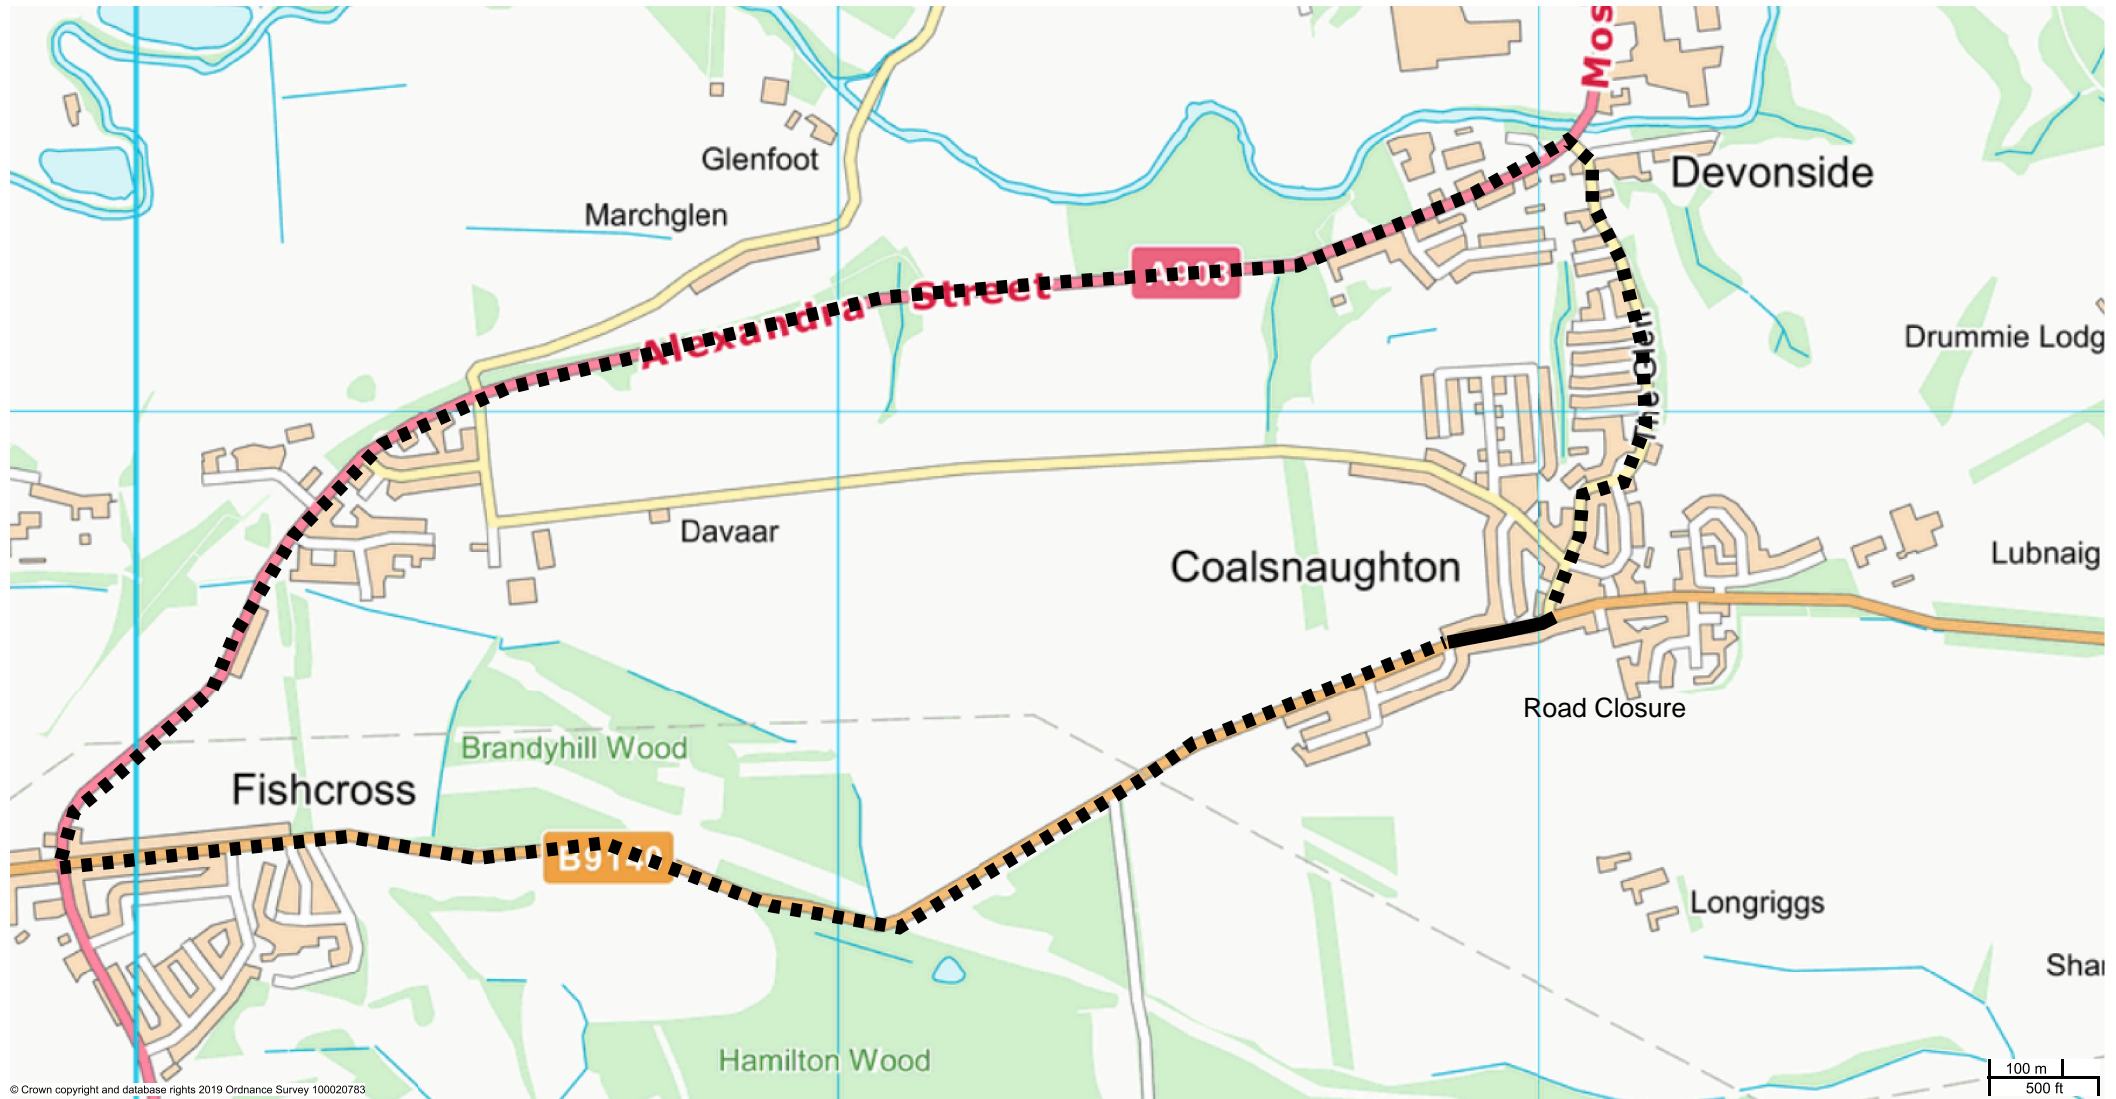 Mos
Devonside
Glenfoot
Marchglen
A908
Alexandra Street
The Glen
Drummie Lodg
Davaar
Coalsnaughton
Lubnaig
Road Closure
Brandyhill Wood
Fishcross
B9140
Longriggs
Shar
Hamilton Wood
100 m
500 ft
© Crown copyright and database rights 2019 Ordnance Survey 100020783